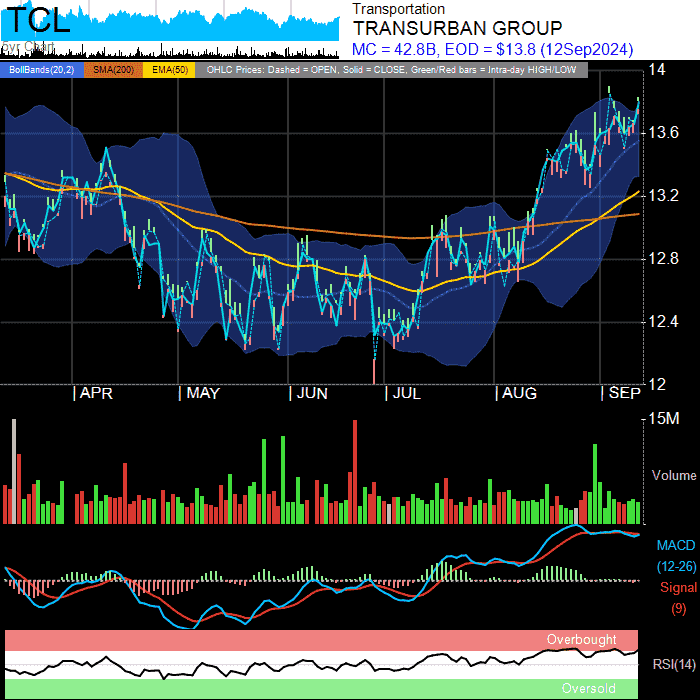 TCL
5yr Chart
Transportation
TRANSURBAN GROUP
MC = 42.8B, EOD = $13.8 (12Sep2024)
BollBands(20,2) SMA(200) EMA(50) OHLC Prices: Dashed = OPEN, Solid = CLOSE, Green/Red bars = Intra-day HIGH/LOW
14
13.6
13.2
12.8
12.4
12
APR MAY JUN JUL AUG SEP
15M
Volume
MACD
(12-26)
Signal
(9)
Overbought
RSI(14)
Oversold